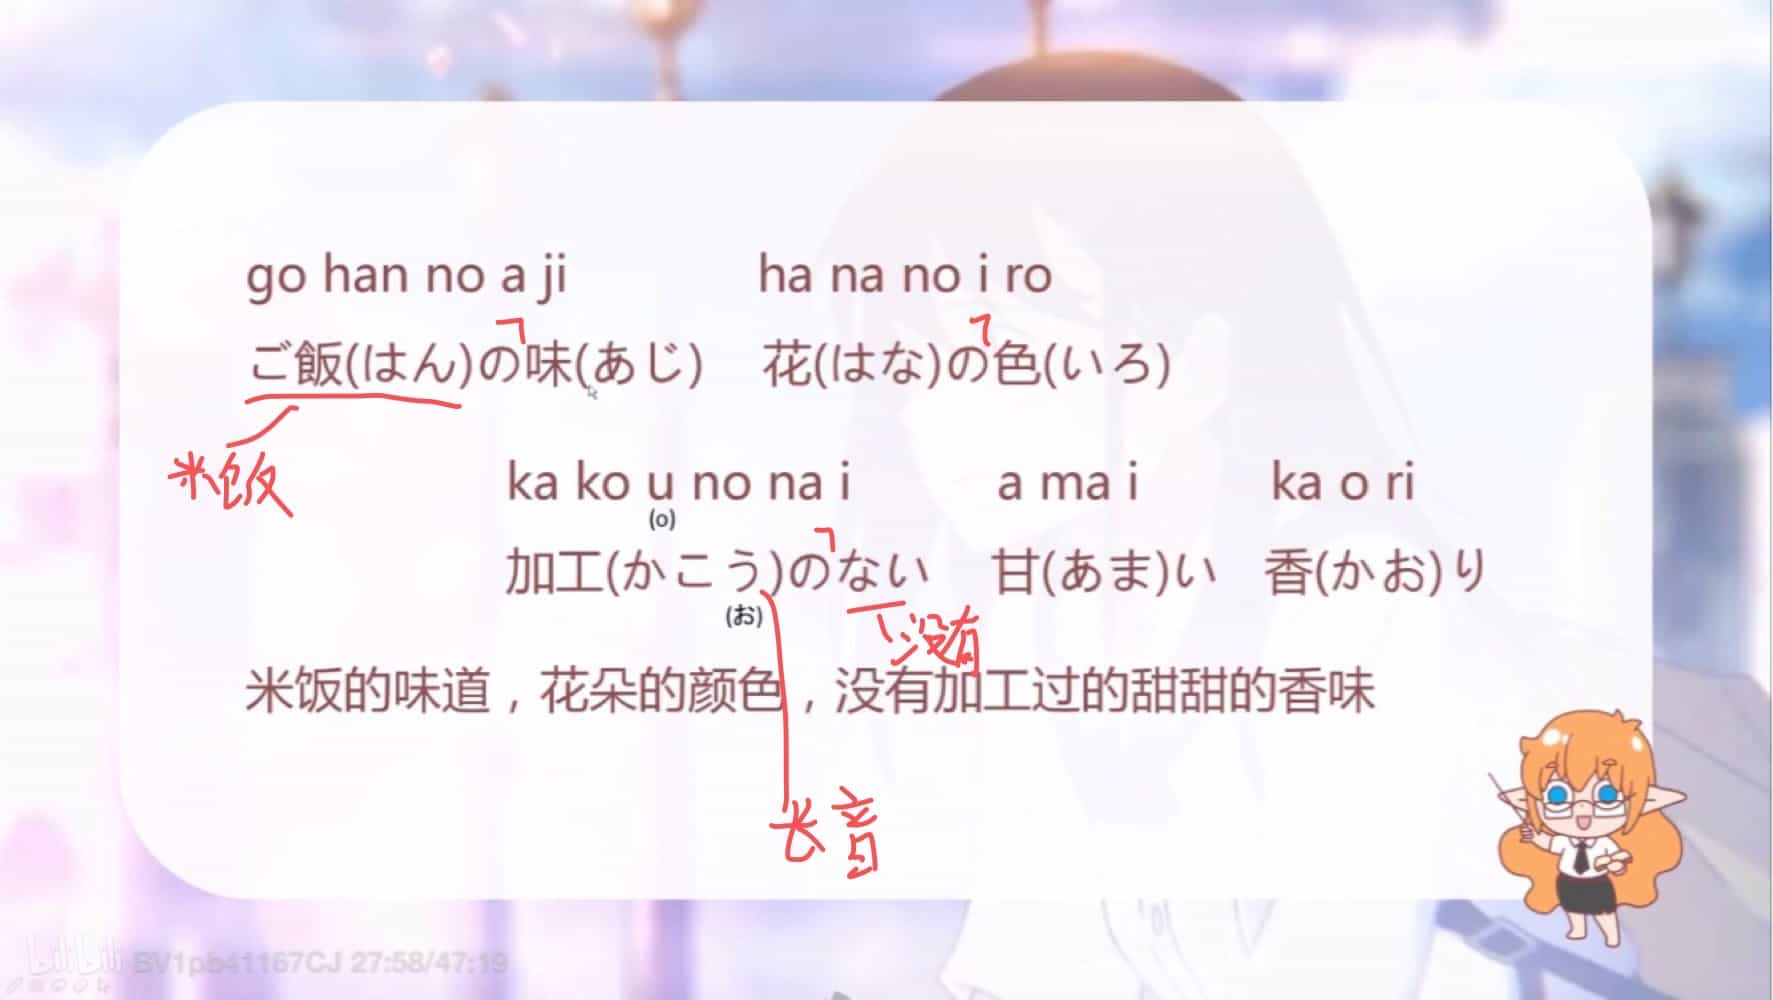 go han no a ji ha na no i ro
ご飯(はん)の味(あじ) 花(はな)の色(いろ)
米饭
ka ko u no na i a ma i ka o ri
(o)
加工(かこう)のない 甘(あま)い 香(かお)り
(お)
没有
米饭的味道，花朵的颜色，没有加工过的甜甜的香味
长音
bilibili BV1pb41167CJ 27:58/47:19